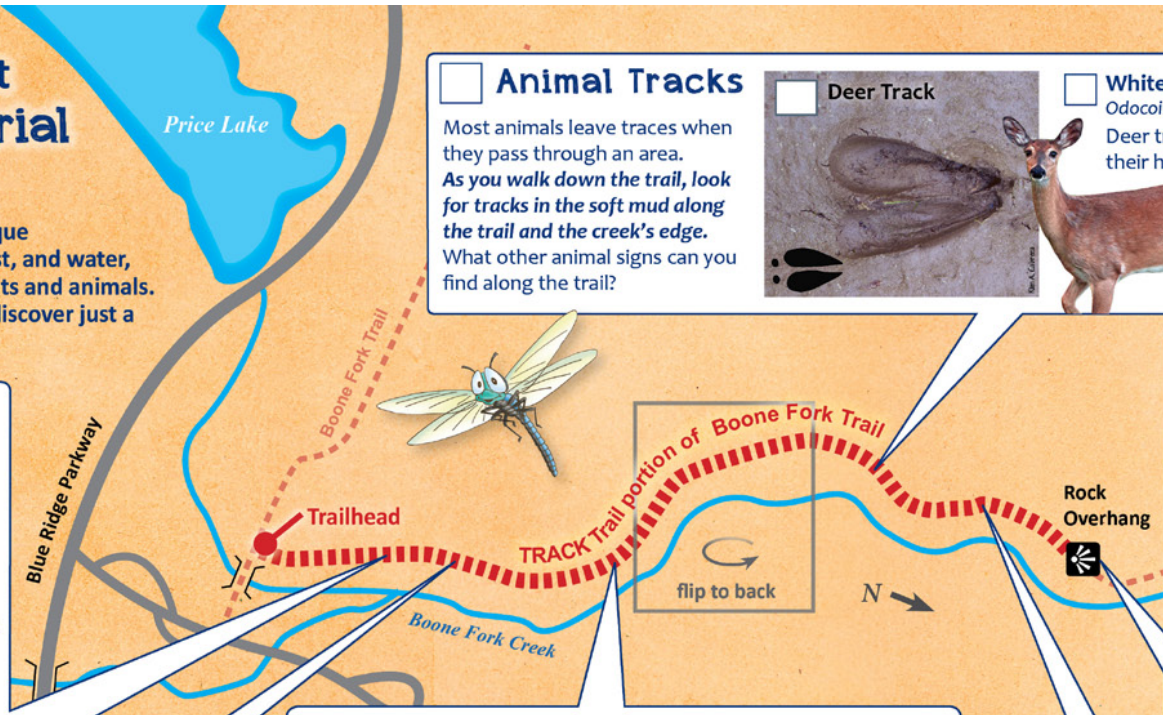 t
rial
que
st, and water,
ts and animals.
discover just a
Price Lake
Animal Tracks
Most animals leave traces when
they pass through an area.
As you walk down the trail, look
for tracks in the soft mud along
the trail and the creek's edge.
What other animal signs can you
find along the trail?
Deer Track
White
Odocoi
Deer t
their h
Boone Fork Trail
Blue Ridge Parkway
Trailhead
TRACK Trail portion of Boone Fork Trail
flip to back
N
Rock
Overhang
Boone Fork Creek